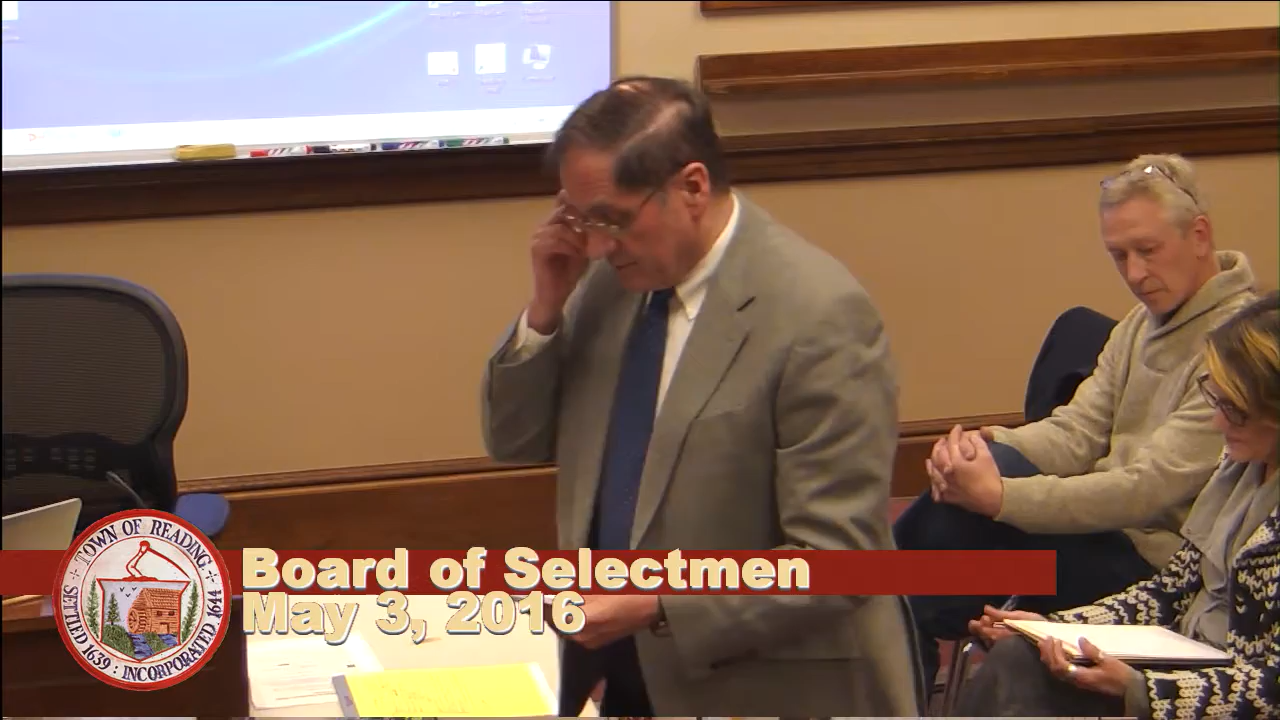 Board of Selectmen
May 3, 2016
TOWN OF READING
SETTLED 1639 : INCORPORATED 1644